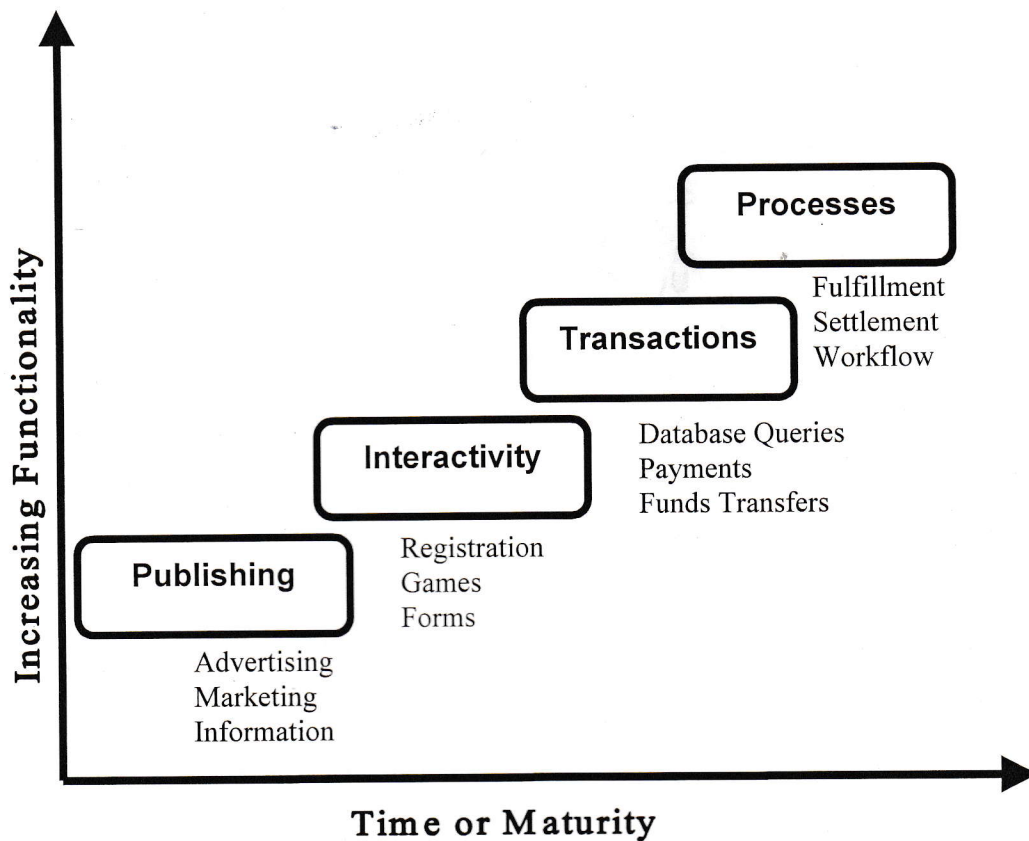 Processes
Fulfillment
Settlement
Workflow
Transactions
Database Queries
Payments
Funds Transfers
Interactivity
Registration
Games
Forms
Publishing
Advertising
Marketing
Information
Increasing Functionality
Time or Maturity